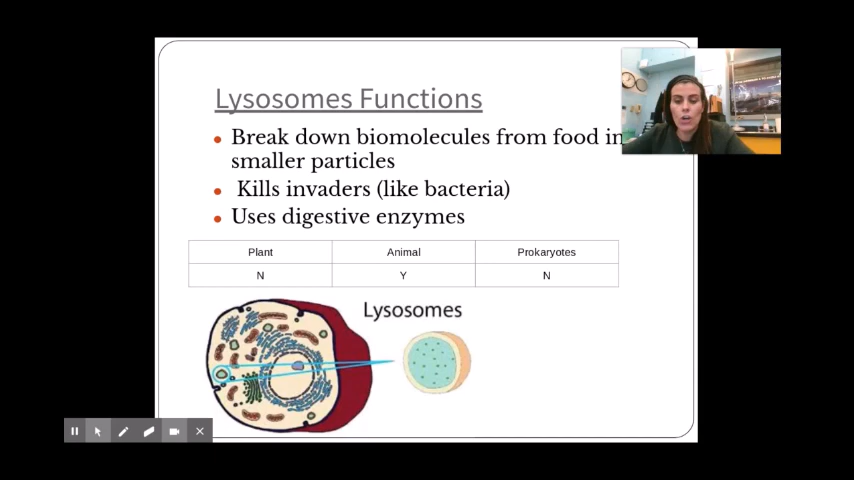 Lysosomes Functions
Break down biomolecules from food in
smaller particles
Kills invaders (like bacteria)
Uses digestive enzymes
Plant Animal Prokaryotes
N Y N
Lysosomes